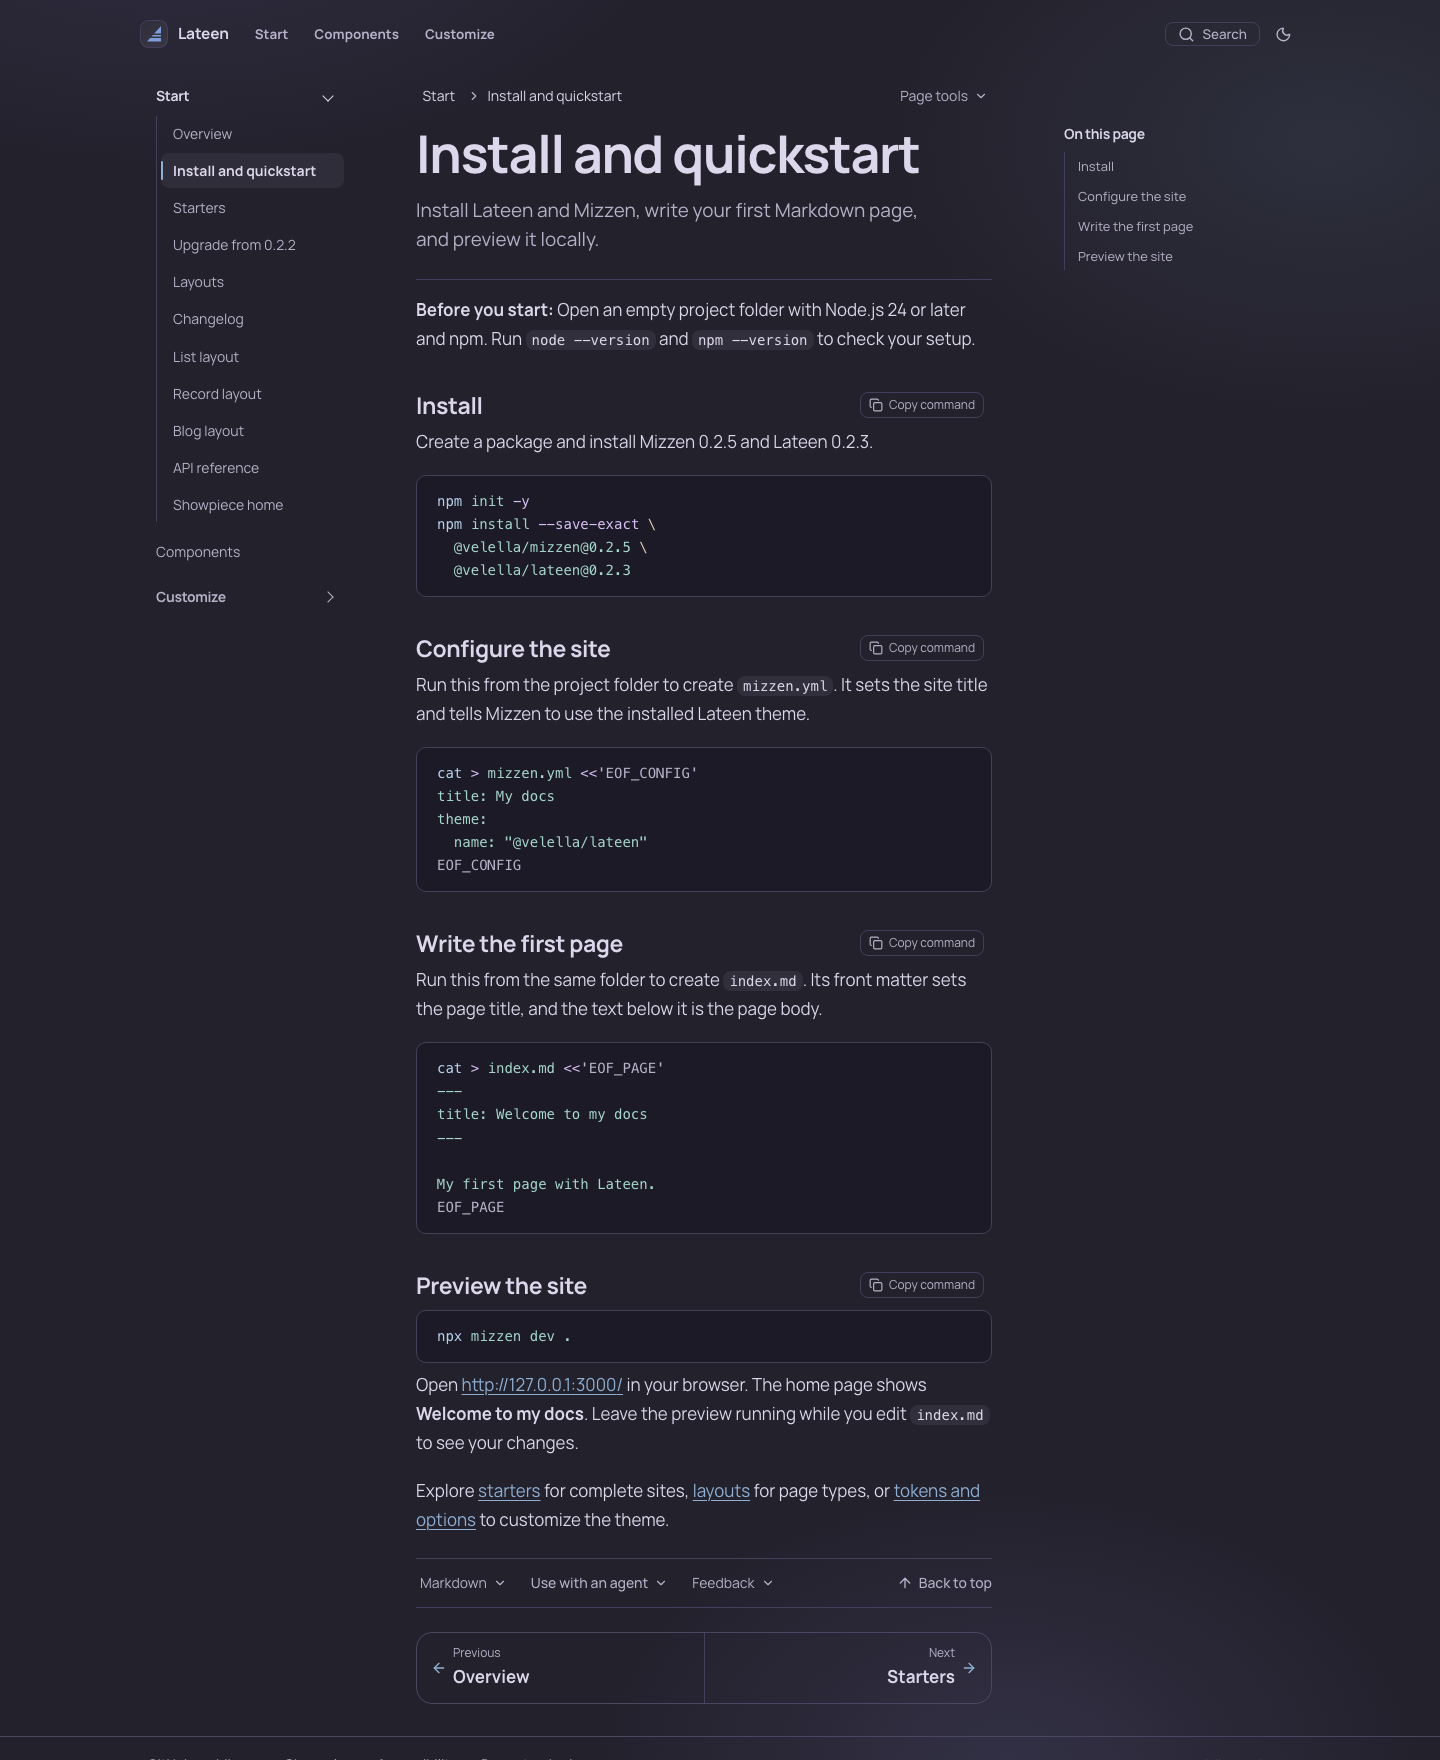 Lateen
Start
Components
Customize
Search
Start
Overview
Install and quickstart
Starters
Upgrade from 0.2.2
Layouts
Changelog
List layout
Record layout
Blog layout
API reference
Showpiece home
Components
Customize
Start
Install and quickstart
Page tools
Install and quickstart
Install Lateen and Mizzen, write your first Markdown page,
and preview it locally.
Before you start: Open an empty project folder with Node.js 24 or later
and npm. Run node --version and npm --version to check your setup.
Install
Copy command
Create a package and install Mizzen 0.2.5 and Lateen 0.2.3.
npm init -y
npm install --save-exact \
  @velella/mizzen@0.2.5 \
  @velella/lateen@0.2.3
Configure the site
Copy command
Run this from the project folder to create mizzen.yml. It sets the site title
and tells Mizzen to use the installed Lateen theme.
cat > mizzen.yml <<'EOF_CONFIG'
title: My docs
theme:
  name: "@velella/lateen"
EOF_CONFIG
Write the first page
Copy command
Run this from the same folder to create index.md. Its front matter sets
the page title, and the text below it is the page body.
cat > index.md <<'EOF_PAGE'
---
title: Welcome to my docs
---
My first page with Lateen.
EOF_PAGE
Preview the site
Copy command
npx mizzen dev .
Open http://127.0.0.1:3000/ in your browser. The home page shows
Welcome to my docs. Leave the preview running while you edit index.md
to see your changes.
Explore starters for complete sites, layouts for page types, or tokens and
options to customize the theme.
Markdown
Use with an agent
Feedback
Back to top
Previous
Overview
Next
Starters
On this page
Install
Configure the site
Write the first page
Preview the site